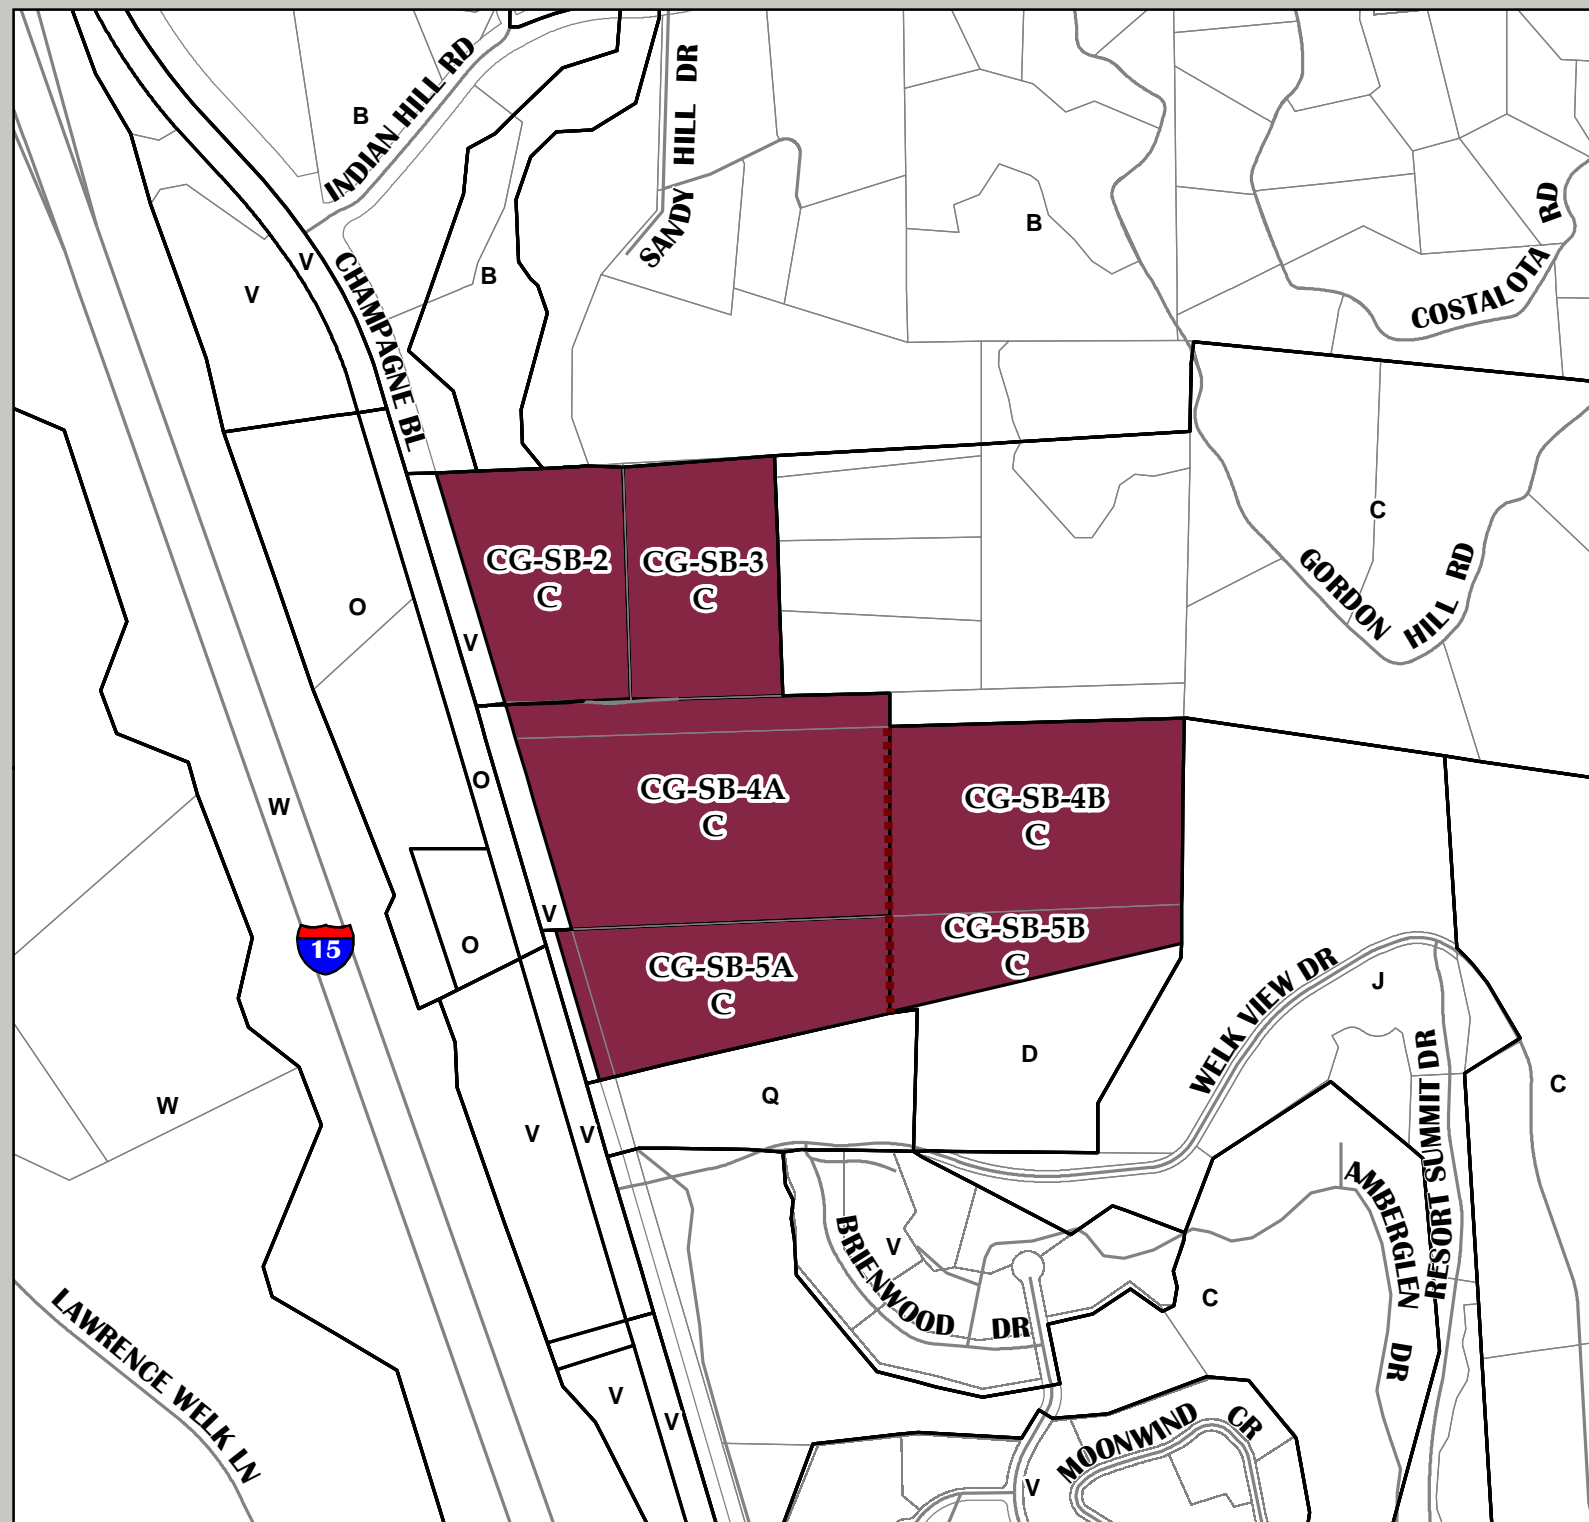 B
INDIAN HILL RD
SANDY HILL DR
B
COSTALOTA RD
V
V
CHAMPAGNE BL
B
C
GORDON HILL RD
CG-SB-2
C
CG-SB-3
C
O
V
O
CG-SB-4A
C
CG-SB-4B
C
W
V
O
15
CG-SB-5A
C
CG-SB-5B
C
WELK VIEW DR
J
D
Q
C
W
V
V
RESORT SUMMIT DR
AMBERGLEN DR
BRIENWOOD DR
V
C
LAWRENCE WELK LN
V
V
MOONWIND CR
V